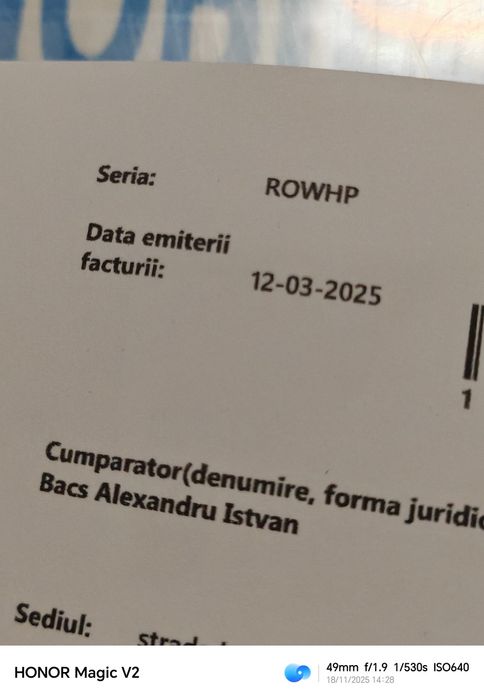 Seria: ROWHP
Data emiterii
facturii: 12-03-2025
1
Cumparator(denumire, forma
Bacs Alexandru Istvan
Sediul:
HONOR Magic V2
49mm f/1.9 1/530s ISO640
18/11/2025 14:28